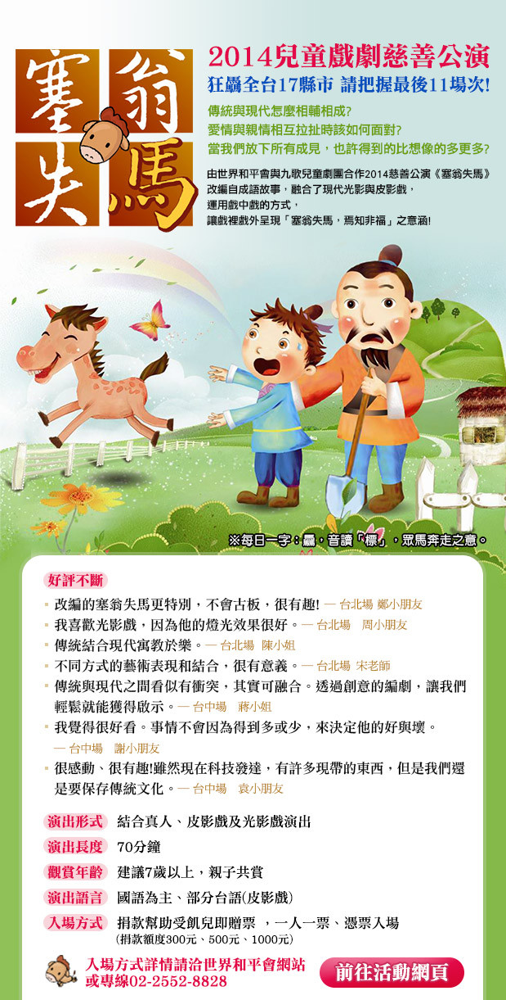 塞翁失馬
2014兒童戲劇慈善公演
狂驫全台17縣市 請把握最後11場次!
傳統與現代怎麼相輔相成?
愛情與親情相互拉扯時該如何面對?
當我們放下所有成見，也許得到的比想像的多更多?
由世界和平會與九歌兒童劇團合作2014慈善公演《塞翁失馬》
改編自成語故事，融合了現代光影與皮影戲，
運用戲中戲的方式，
讓戲裡戲外呈現「塞翁失馬，焉知非福」之意涵!
※每日一字：驫，音讀「標」，眾馬奔走之意。
好評不斷
改編的塞翁失馬更特別，不會古板，很有趣! — 台北場 鄭小朋友
我喜歡光影戲，因為他的燈光效果很好。— 台北場 周小朋友
傳統結合現代寓教於樂。— 台北場 陳小姐
不同方式的藝術表現和結合，很有意義。— 台北場 宋老師
傳統與現代之間看似有衝突，其實可融合。透過創意的編劇，讓我們
輕鬆就能獲得啟示。— 台中場 蔣小姐
我覺得很好看。事情不會因為得到多或少，來決定他的好與壞。
— 台中場 謝小朋友
很感動、很有趣!雖然現在科技發達，有許多現帶的東西，但是我們還
是要保存傳統文化。— 台中場 袁小朋友
演出形式 結合真人、皮影戲及光影戲演出
演出長度 70分鐘
觀賞年齡 建議7歲以上，親子共賞
演出語言 國語為主、部分台語(皮影戲)
入場方式 捐款幫助受飢兒即贈票 ，一人一票、憑票入場
(捐款額度300元、500元、1000元)
入場方式詳情請洽世界和平會網站
或專線02-2552-8828
前往活動網頁